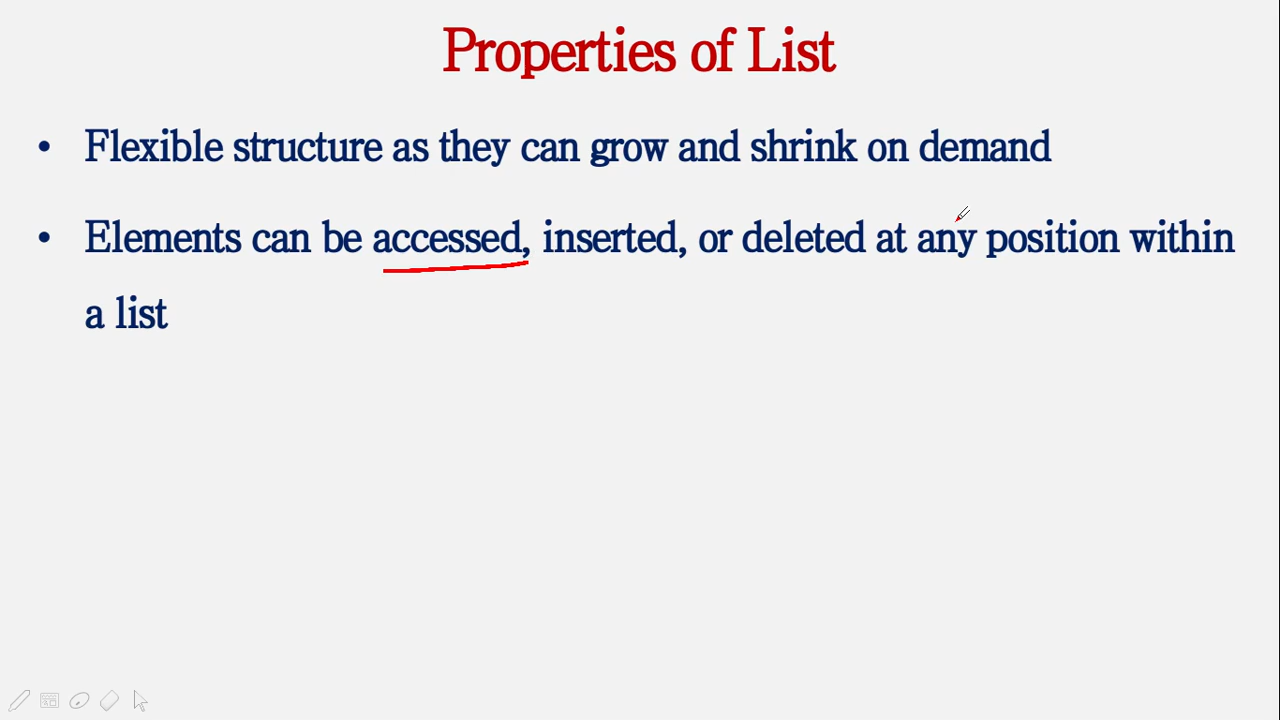 Properties of List
• Flexible structure as they can grow and shrink on demand
• Elements can be accessed, inserted, or deleted at any position within
a list